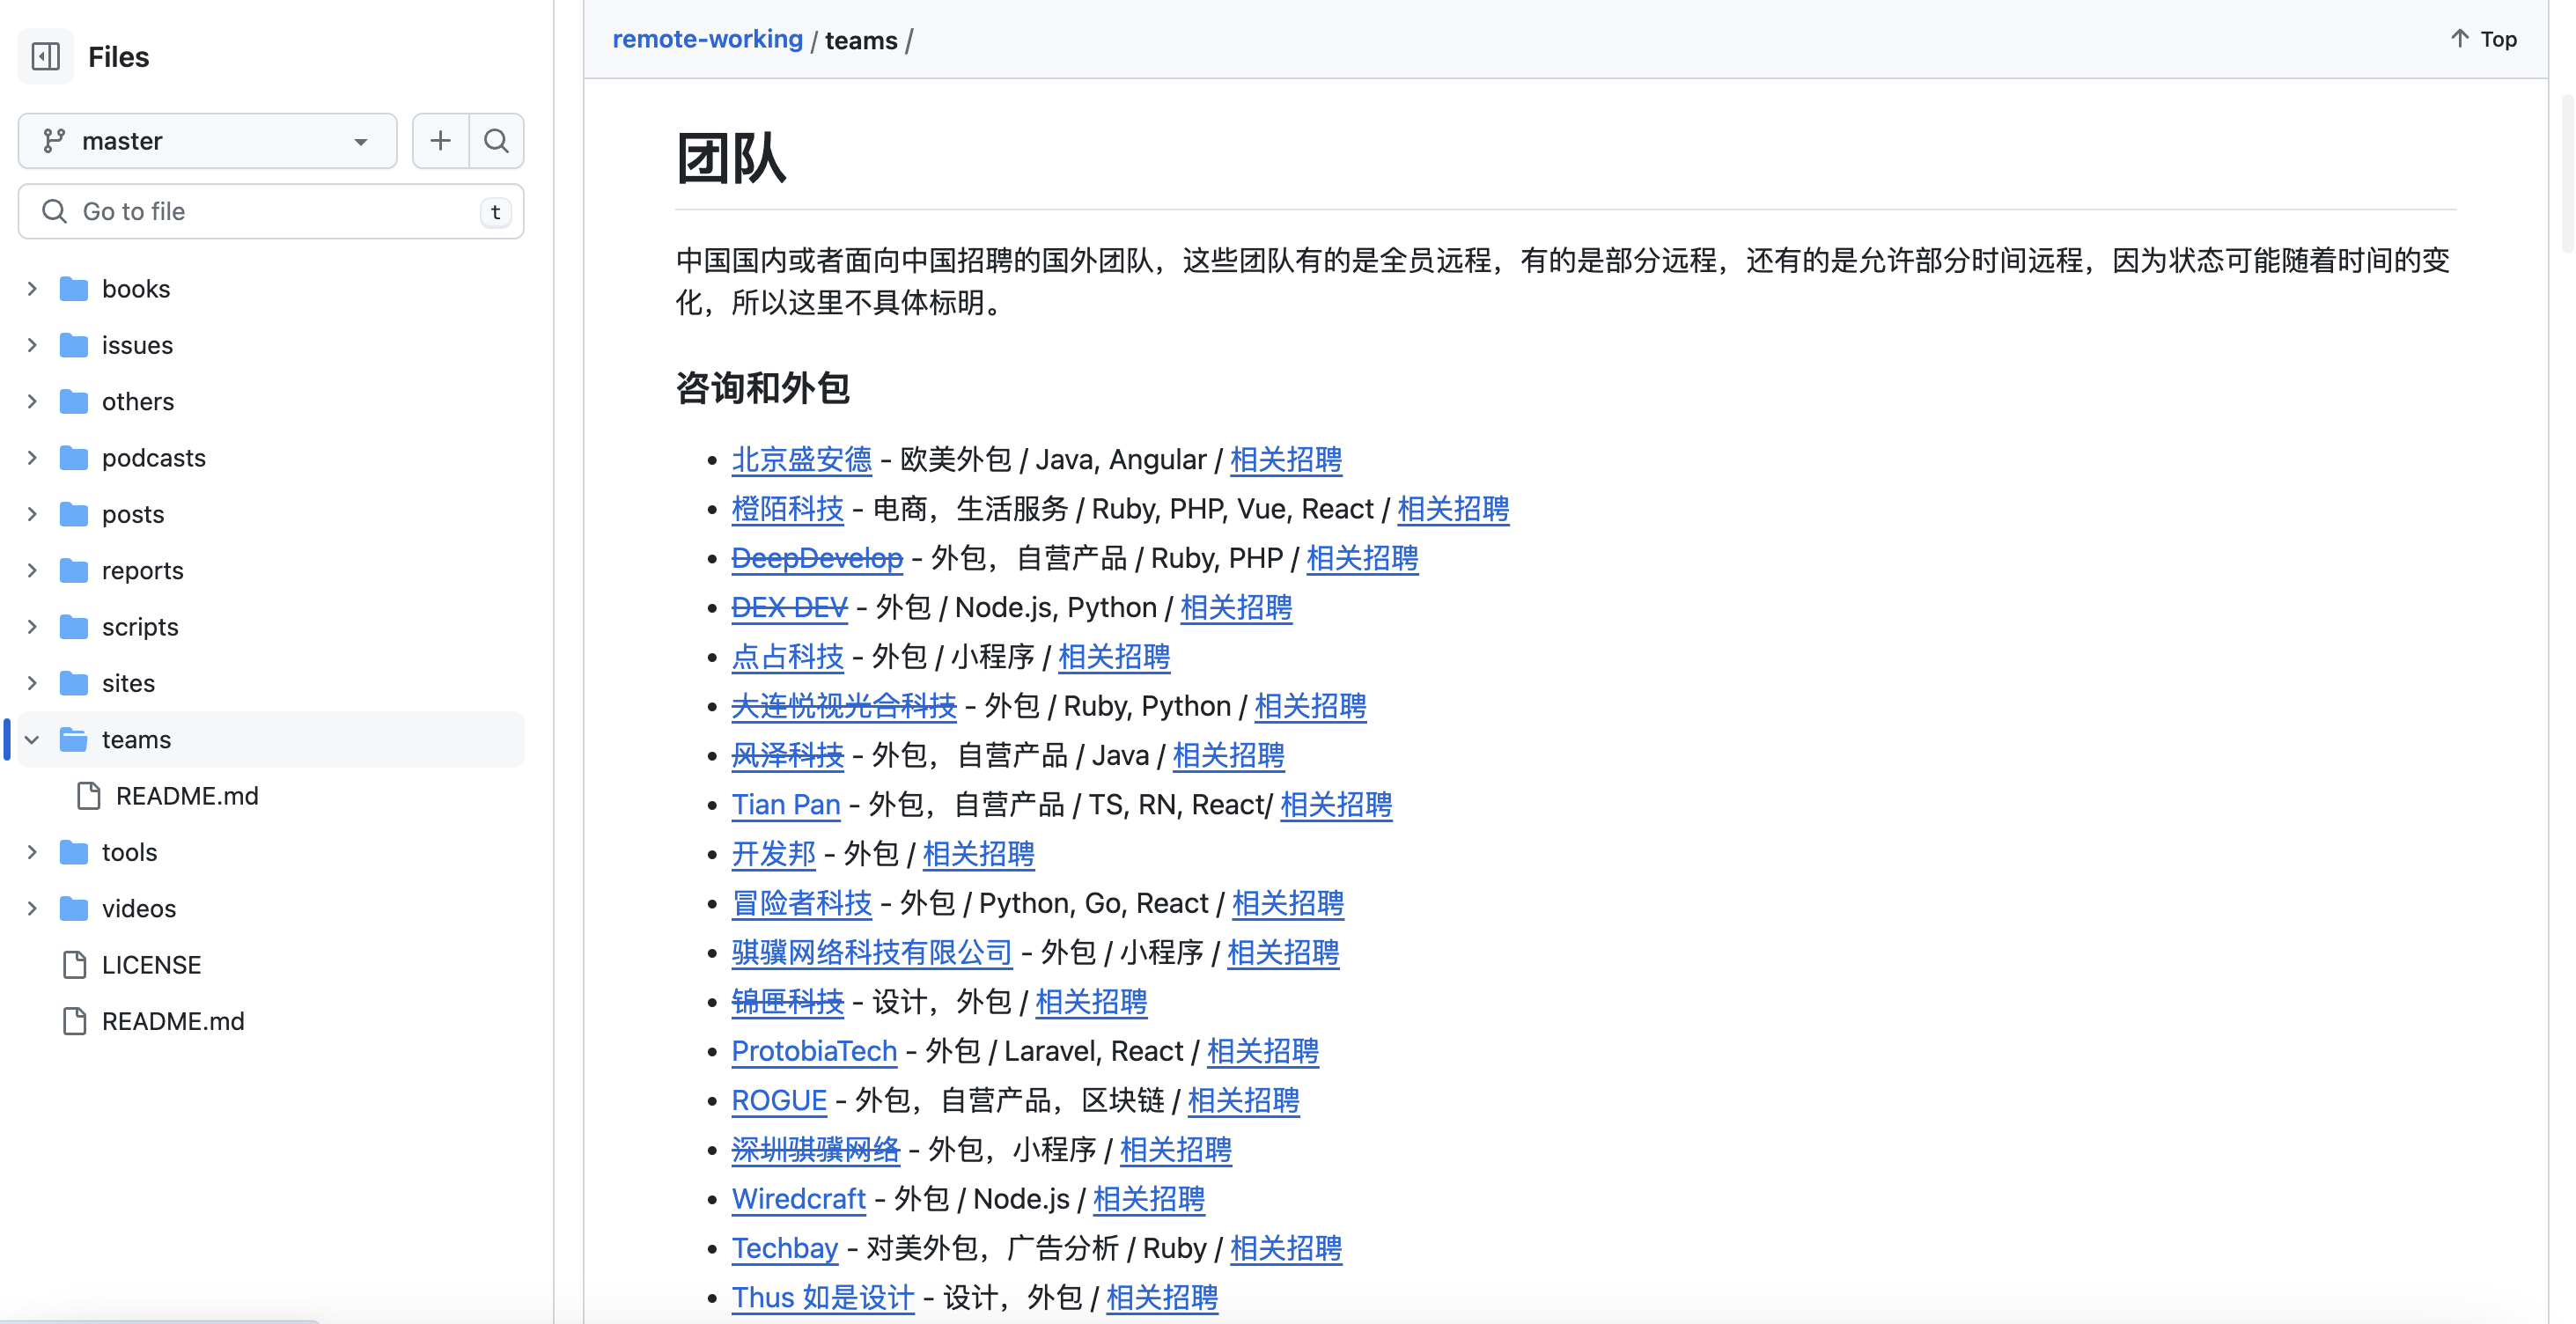 Files
master
Go to file
t
books
issues
others
podcasts
posts
reports
scripts
sites
teams
README.md
tools
videos
LICENSE
README.md
remote-working / teams /
Top
团队
中国国内或者面向中国招聘的国外团队，这些团队有的是全员远程，有的是部分远程，还有的是允许部分时间远程，因为状态可能随着时间的变
化，所以这里不具体标明。
咨询和外包
北京盛安德 - 欧美外包 / Java, Angular / 相关招聘
橙陌科技 - 电商，生活服务 / Ruby, PHP, Vue, React / 相关招聘
DeepDevelop - 外包，自营产品 / Ruby, PHP / 相关招聘
DEX DEV - 外包 / Node.js, Python / 相关招聘
点占科技 - 外包 / 小程序 / 相关招聘
大连悦视光合科技 - 外包 / Ruby, Python / 相关招聘
风泽科技 - 外包，自营产品 / Java / 相关招聘
Tian Pan - 外包，自营产品 / TS, RN, React/ 相关招聘
开发邦 - 外包 / 相关招聘
冒险者科技 - 外包 / Python, Go, React / 相关招聘
骐骥网络科技有限公司 - 外包 / 小程序 / 相关招聘
锦匣科技 - 设计，外包 / 相关招聘
ProtobiaTech - 外包 / Laravel, React / 相关招聘
ROGUE - 外包，自营产品，区块链 / 相关招聘
深圳骐骥网络 - 外包，小程序 / 相关招聘
Wiredcraft - 外包 / Node.js / 相关招聘
Techbay - 对美外包，广告分析 / Ruby / 相关招聘
Thus 如是设计 - 设计，外包 / 相关招聘